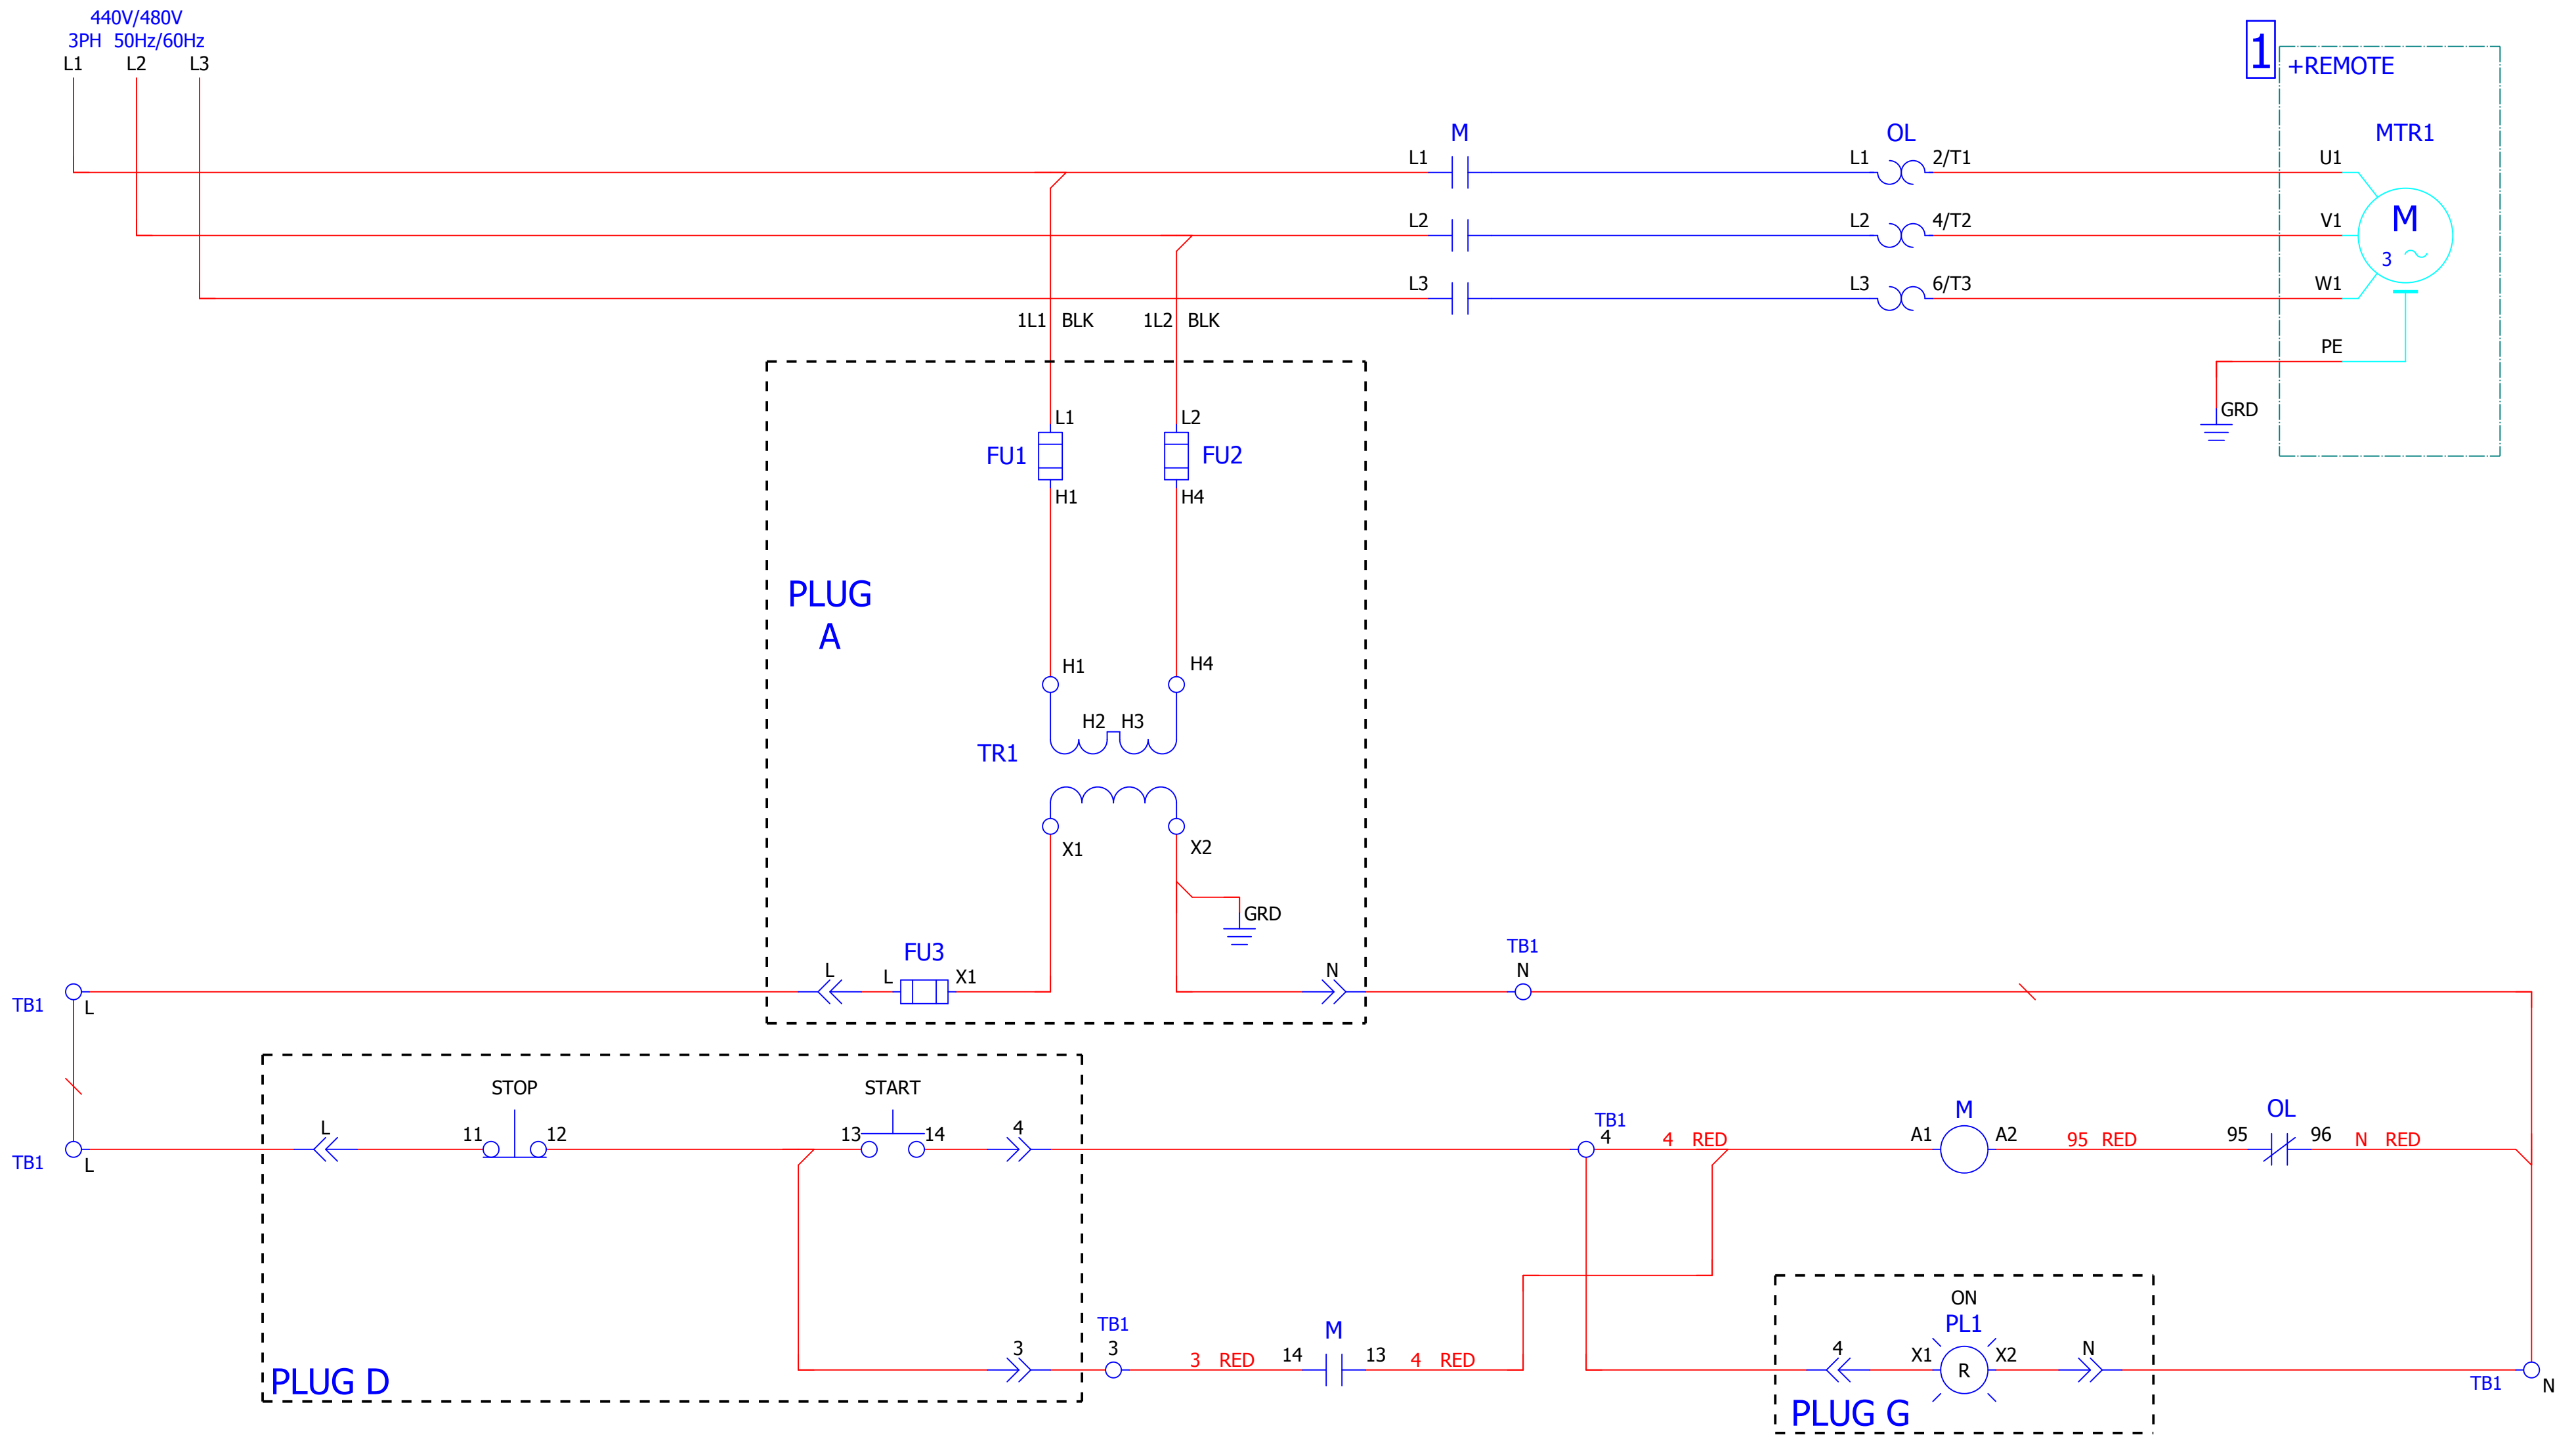 440V/480V
3PH 50Hz/60Hz
L1 L2 L3
1
+REMOTE
M OL MTR1
L1 L1 2/T1 U1
L2 L2 4/T2 V1
M
3
L3 L3 6/T3 W1
1L1 BLK 1L2 BLK
PE
GRD
L1 L2
FU1 FU2
H1 H4
PLUG
A
H1 H4
H2 H3
TR1
X1 X2
GRD
FU3 TB1
L L X1 N N
TB1 L
STOP START
TB1 M OL
L 11 12 13 14 4 4 4 RED A1 A2 95 RED 95 96 N RED
TB1 L
ON
TB1 M PL1
3 3 3 RED 14 13 4 RED 4 X1 R X2 N
PLUG D TB1 N
PLUG G